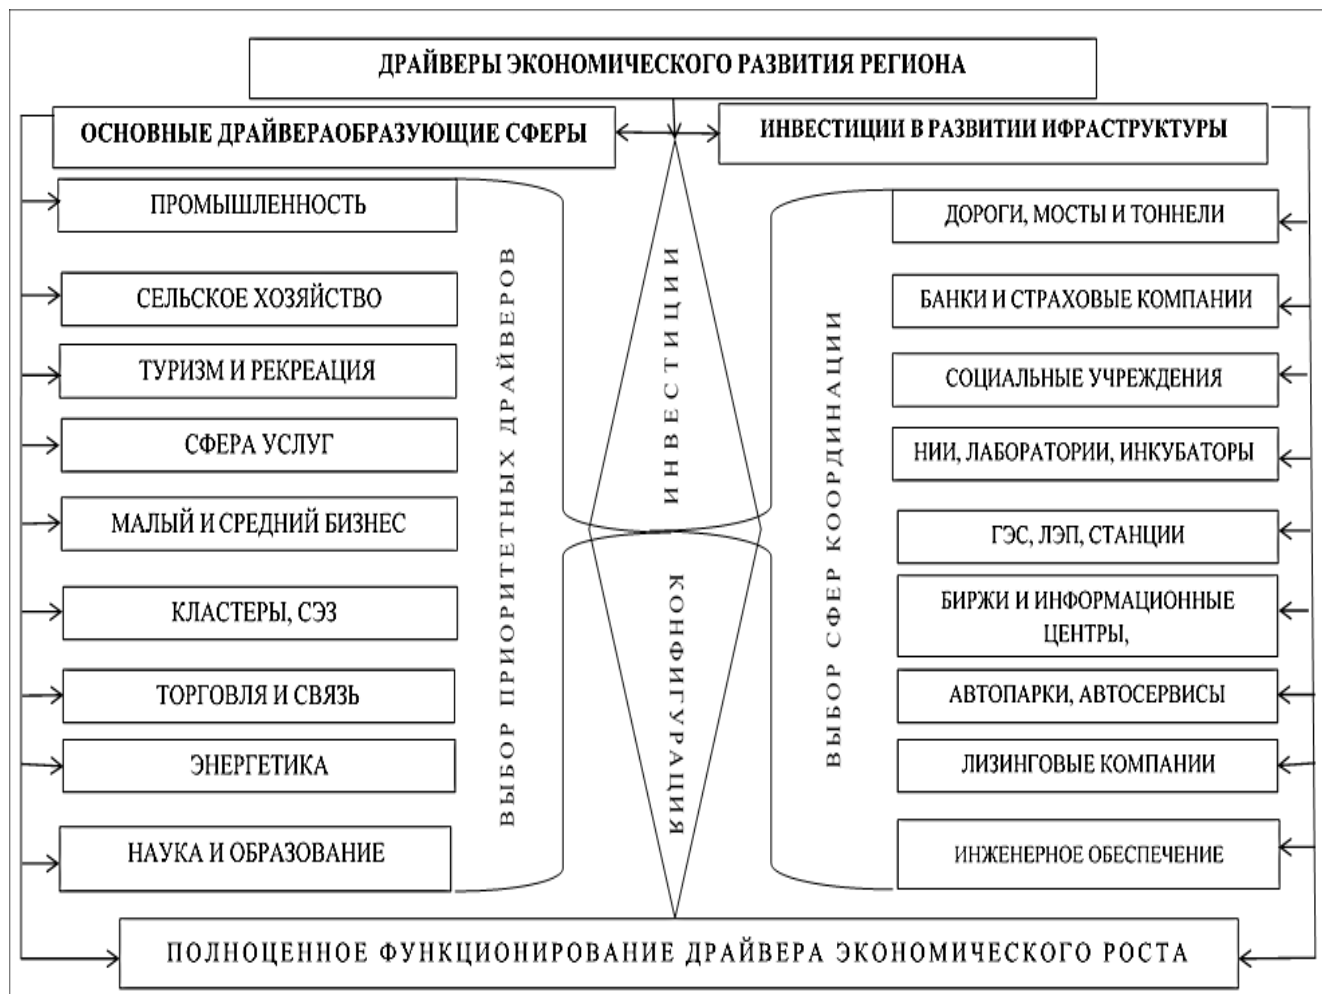 ДРАЙВЕРЫ ЭКОНОМИЧЕСКОГО РАЗВИТИЯ РЕГИОНА
ОСНОВНЫЕ ДРАЙВЕРАОБРАЗУЮЩИЕ СФЕРЫ
ИНВЕСТИЦИИ В РАЗВИТИИ ИФРАСТРУКТУРЫ
ПРОМЫШЛЕННОСТЬ
СЕЛЬСКОЕ ХОЗЯЙСТВО
ТУРИЗМ И РЕКРЕАЦИЯ
СФЕРА УСЛУГ
МАЛЫЙ И СРЕДНИЙ БИЗНЕС
КЛАСТЕРЫ, СЭЗ
ТОРГОВЛЯ И СВЯЗЬ
ЭНЕРГЕТИКА
НАУКА И ОБРАЗОВАНИЕ
ВЫБОР ПРИОРИТЕТНЫХ ДРАЙВЕРОВ
ИНВЕСТИЦИИ
КОНФИГУРАЦИЯ
ВЫБОР СФЕР КООРДИНАЦИИ
ДОРОГИ, МОСТЫ И ТОННЕЛИ
БАНКИ И СТРАХОВЫЕ КОМПАНИИ
СОЦИАЛЬНЫЕ УЧРЕЖДЕНИЯ
НИИ, ЛАБОРАТОРИИ, ИНКУБАТОРЫ
ГЭС, ЛЭП, СТАНЦИИ
БИРЖИ И ИНФОРМАЦИОННЫЕ
ЦЕНТРЫ,
АВТОПАРКИ, АВТОСЕРВИСЫ
ЛИЗИНГОВЫЕ КОМПАНИИ
ИНЖЕНЕРНОЕ ОБЕСПЕЧЕНИЕ
ПОЛНОЦЕННОЕ ФУНКЦИОНИРОВАНИЕ ДРАЙВЕРА ЭКОНОМИЧЕСКОГО РОСТА